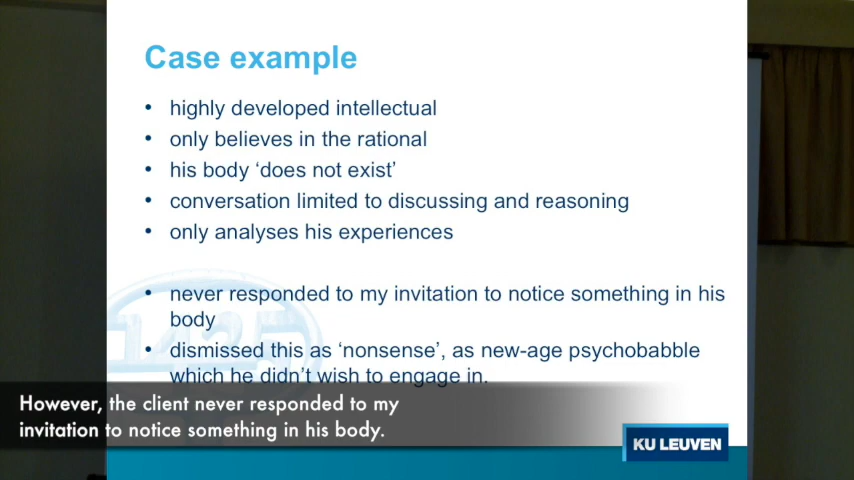 Case example
• highly developed intellectual
• only believes in the rational
• his body ‘does not exist’
• conversation limited to discussing and reasoning
• only analyses his experiences
• never responded to my invitation to notice something in his
body
• dismissed this as ‘nonsense’, as new-age psychobabble
which he didn’t wish to engage in.
However, the client never responded to my
invitation to notice something in his body.
KU LEUVEN
1425